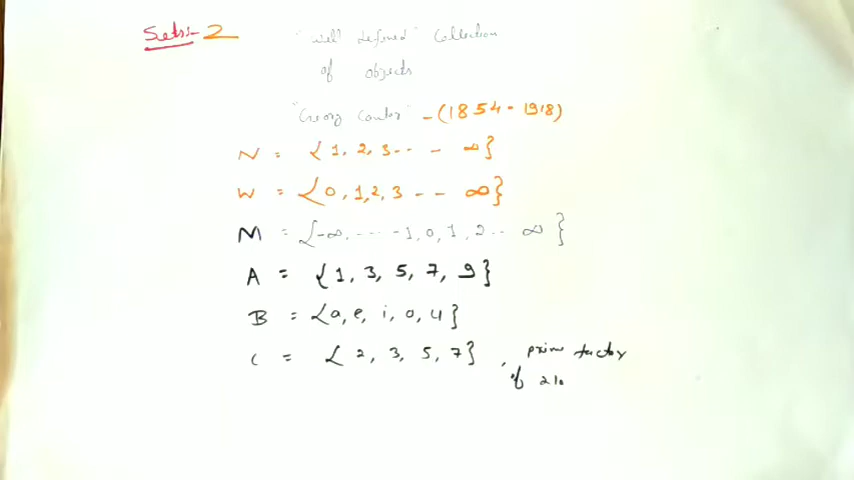 Sets:- 2
"well defined" Collection
of objects
"Georg Cantor" - (1854 - 1918)
N = {1, 2, 3 .. - - ∞}
W = {0, 1, 2, 3 -- ∞}
M = {-∞, --- -1, 0, 1, 2 .. ∞}
A = {1, 3, 5, 7, 9}
B = {a, e, i, o, u}
C = {2, 3, 5, 7}, prime factor
of 210